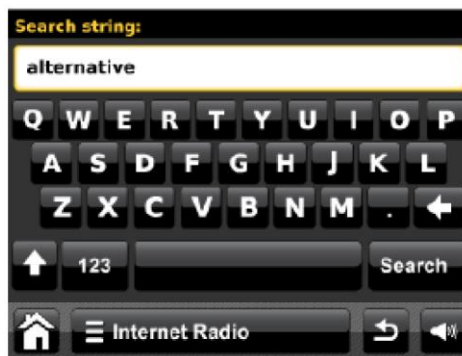 Search string:
alternative
Q W E R T Y U I O P
A S D F G H J K L
Z X C V B N M .
123 Search
Internet Radio